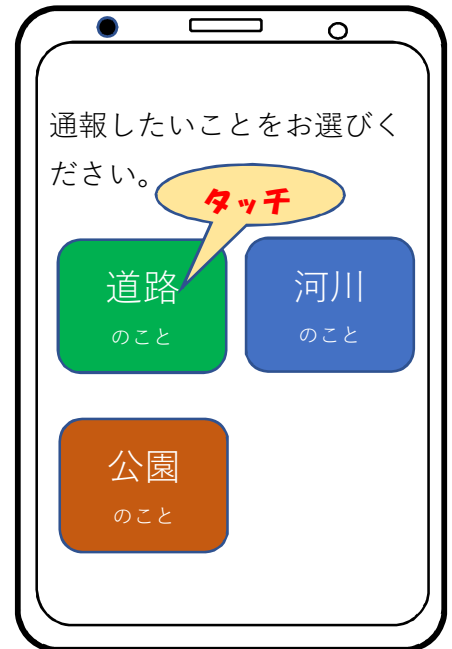 通報したいことをお選びく
ださい。
タッチ
道路
のこと
河川
のこと
公園
のこと